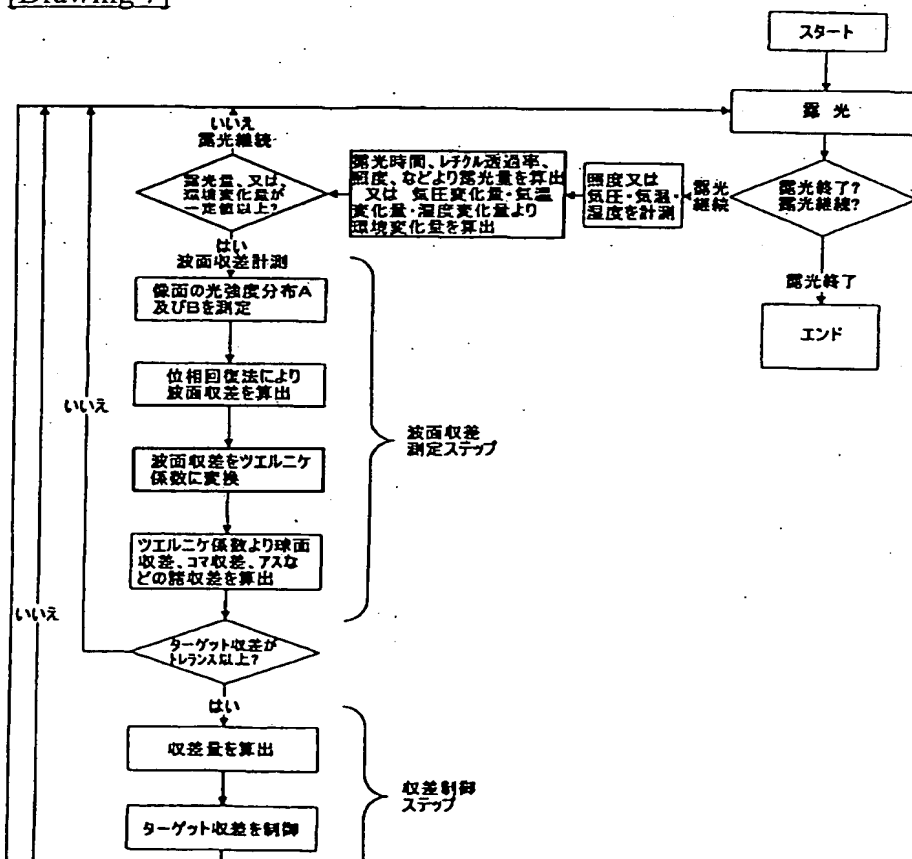 [Drawing 7]
スタート
露光
露光終了?
露光継続?
露光
継続
露光終了
エンド
照度又は
気圧・気温・
湿度を計測
露光時間、レチクル透過率、
照度、などより露光量を算出
又は 気圧変化量・気温
変化量・湿度変化量より
環境変化量を算出
露光量、又は
環境変化量が
一定値以上?
いいえ
露光継続
はい
波面収差計測
像面の光強度分布A
及びBを測定
位相回復法により
波面収差を算出
波面収差をツエルニケ
係数に変換
ツエルニケ係数より球面
収差、コマ収差、アスな
どの諸収差を算出
波面収差
測定ステップ
ターゲット収差が
トレランス以上?
いいえ
いいえ
はい
収差量を算出
ターゲット収差を制御
収差制御
ステップ